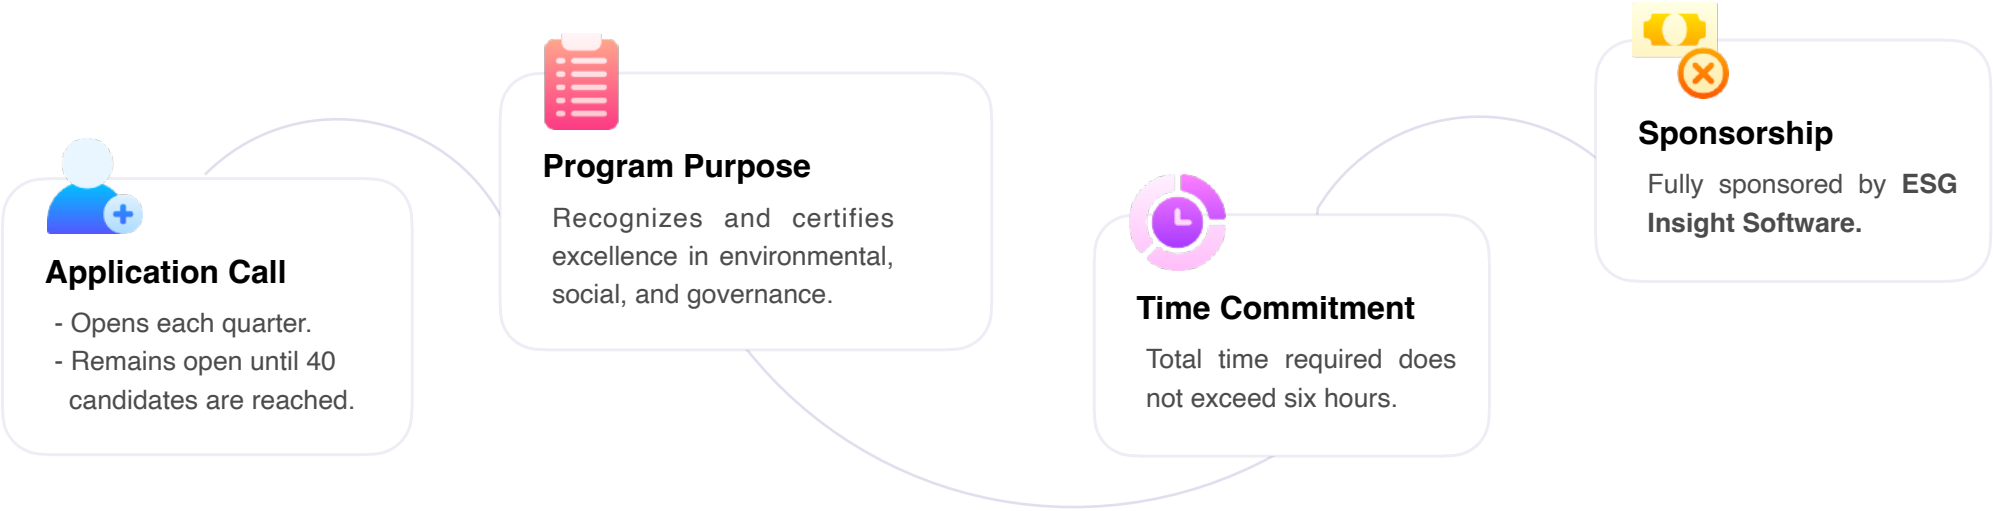 Application Call
- Opens each quarter.
- Remains open until 40
candidates are reached.
Program Purpose
Recognizes and certifies
excellence in environmental,
social, and governance.
Time Commitment
Total time required does
not exceed six hours.
Sponsorship
Fully sponsored by ESG
Insight Software.